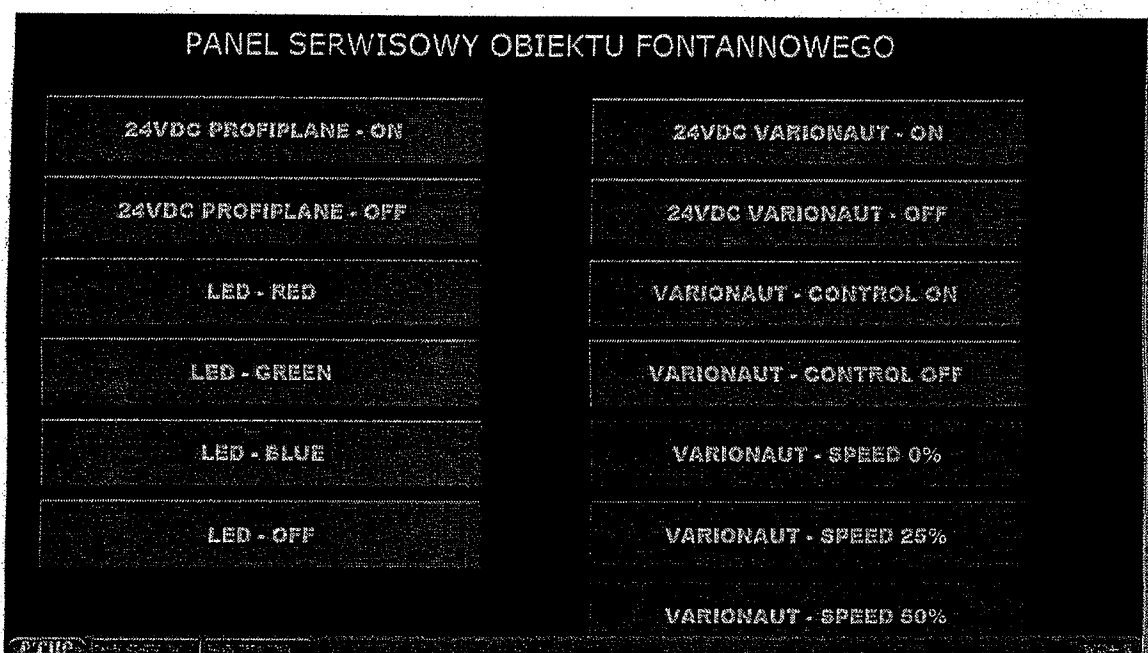 PANEL SERWISOWY OBIEKTU FONTANNOWEGO
24VDC PROFIPLANE - ON
24VDC PROFIPLANE - OFF
LED - RED
LED - GREEN
LED - BLUE
LED - OFF
24VDC VARIONAUT - ON
24VDC VARIONAUT - OFF
VARIONAUT - CONTROL ON
VARIONAUT - CONTROL OFF
VARIONAUT - SPEED 0%
VARIONAUT - SPEED 25%
VARIONAUT - SPEED 50%